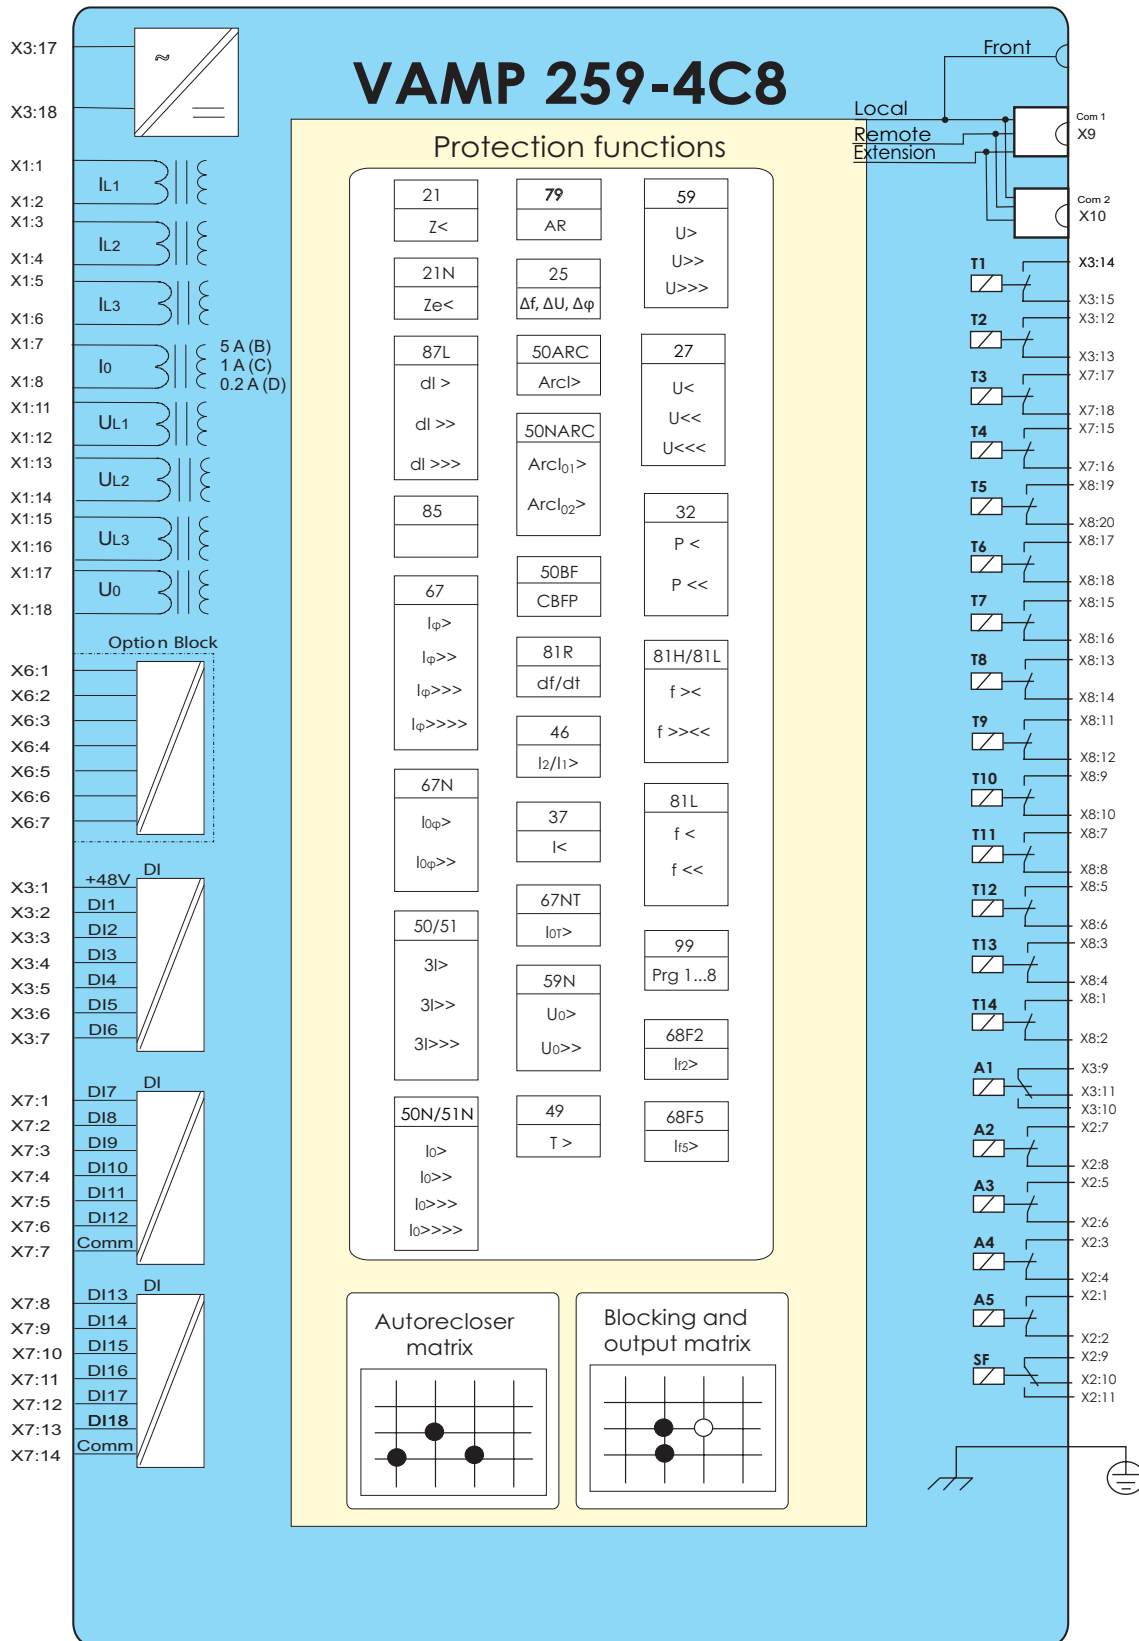 VAMP 259-4C8
X3:17
X3:18
X1:1
IL1
X1:2
X1:3
IL2
X1:4
X1:5
IL3
X1:6
X1:7
I0
X1:8
5 A (B)
1 A (C)
0.2 A (D)
X1:11
UL1
X1:12
X1:13
UL2
X1:14
X1:15
UL3
X1:16
X1:17
U0
X1:18
Option Block
X6:1
X6:2
X6:3
X6:4
X6:5
X6:6
X6:7
DI
X3:1 +48V
X3:2 DI1
X3:3 DI2
X3:4 DI3
X3:5 DI4
X3:6 DI5
X3:7 DI6
DI
X7:1 DI7
X7:2 DI8
X7:3 DI9
X7:4 DI10
X7:5 DI11
X7:6 DI12
X7:7 Comm
DI
X7:8 DI13
X7:9 DI14
X7:10 DI15
X7:11 DI16
X7:12 DI17
X7:13 DI18
X7:14 Comm
Protection functions
21
Z<
21N
Ze<
87L
dI >
dI >>
dI >>>
85
67
Iφ>
Iφ>>
Iφ>>>
Iφ>>>>
67N
I0φ>
I0φ>>
50/51
3I>
3I>>
3I>>>
50N/51N
I0>
I0>>
I0>>>
I0>>>>
79
AR
25
Δf, ΔU, Δφ
50ARC
ArcI>
50NARC
ArcI01>
ArcI02>
50BF
CBFP
81R
df/dt
46
I2/I1>
37
I<
67NT
I0T>
59N
U0>
U0>>
49
T >
59
U>
U>>
U>>>
27
U<
U<<
U<<<
32
P <
P <<
81H/81L
f ><
f >><<
81L
f <
f <<
99
Prg 1...8
68F2
If2>
68F5
If5>
Autorecloser
matrix
Blocking and
output matrix
Front
Local
Remote
Extension
Com 1
X9
Com 2
X10
T1
X3:14
X3:15
T2
X3:12
X3:13
T3
X7:17
X7:18
T4
X7:15
X7:16
T5
X8:19
X8:20
T6
X8:17
X8:18
T7
X8:15
X8:16
T8
X8:13
X8:14
T9
X8:11
X8:12
T10
X8:9
X8:10
T11
X8:7
X8:8
T12
X8:5
X8:6
T13
X8:3
X8:4
T14
X8:1
X8:2
A1
X3:9
X3:11
X3:10
A2
X2:7
X2:8
A3
X2:5
X2:6
A4
X2:3
X2:4
A5
X2:1
X2:2
SF
X2:9
X2:10
X2:11